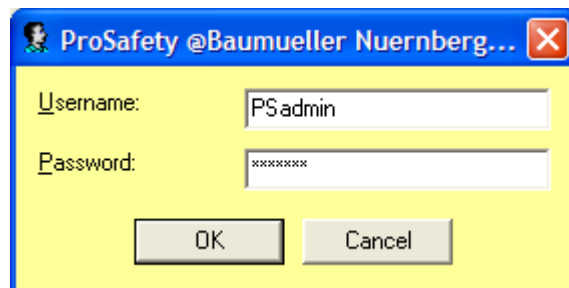 ProSafety @Baumueller Nuernberg...
Username: PSadmin
Password: *******
OK Cancel